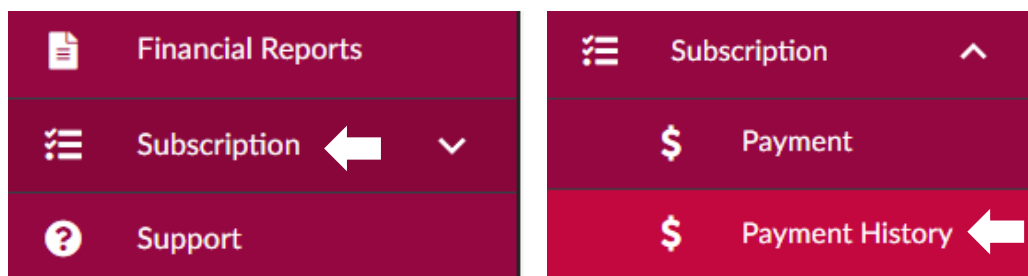 Financial Reports
Subscription
Support
Subscription
$ Payment
$ Payment History